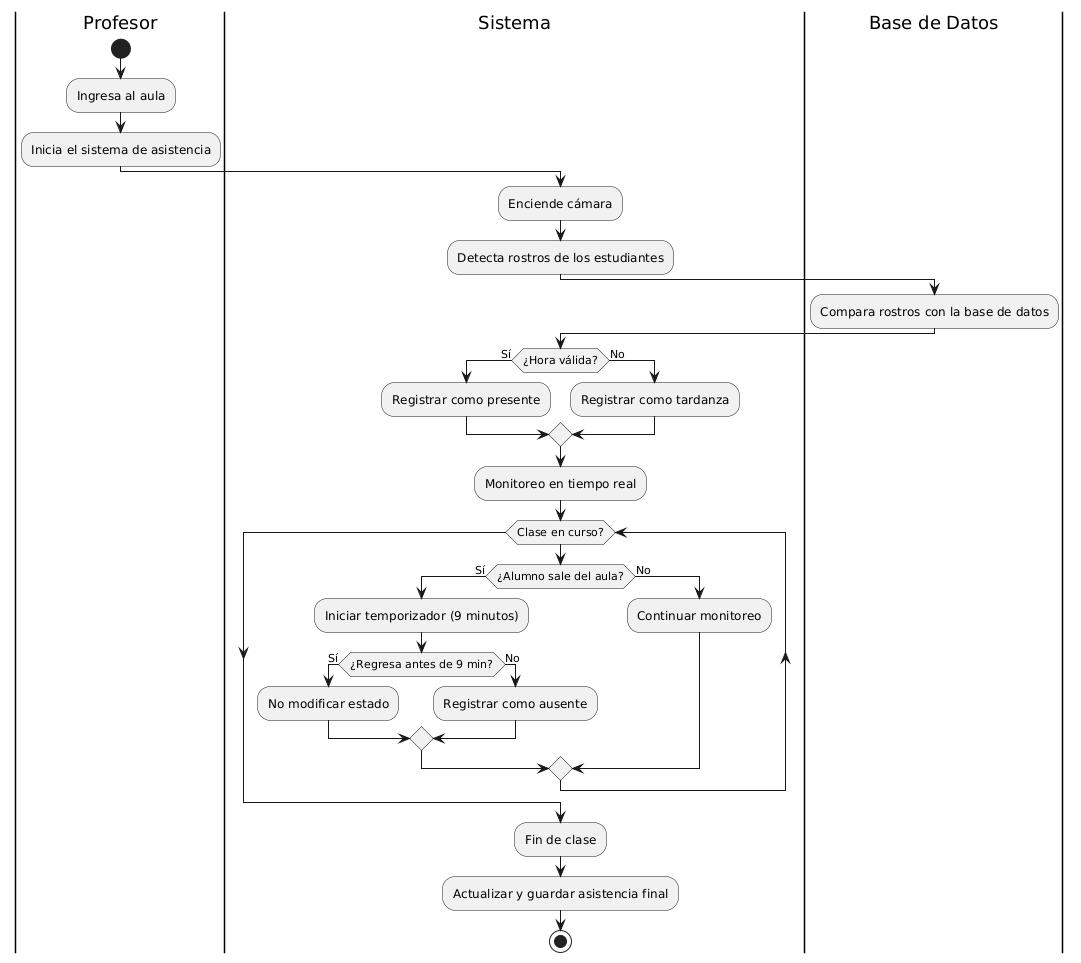 Profesor
Sistema
Base de Datos
Ingresa al aula
Inicia el sistema de asistencia
Enciende cámara
Detecta rostros de los estudiantes
Compara rostros con la base de datos
¿Hora válida?
Sí
No
Registrar como presente
Registrar como tardanza
Monitoreo en tiempo real
Clase en curso?
¿Alumno sale del aula?
Sí
No
Iniciar temporizador (9 minutos)
Continuar monitoreo
¿Regresa antes de 9 min?
Sí
No
No modificar estado
Registrar como ausente
Fin de clase
Actualizar y guardar asistencia final